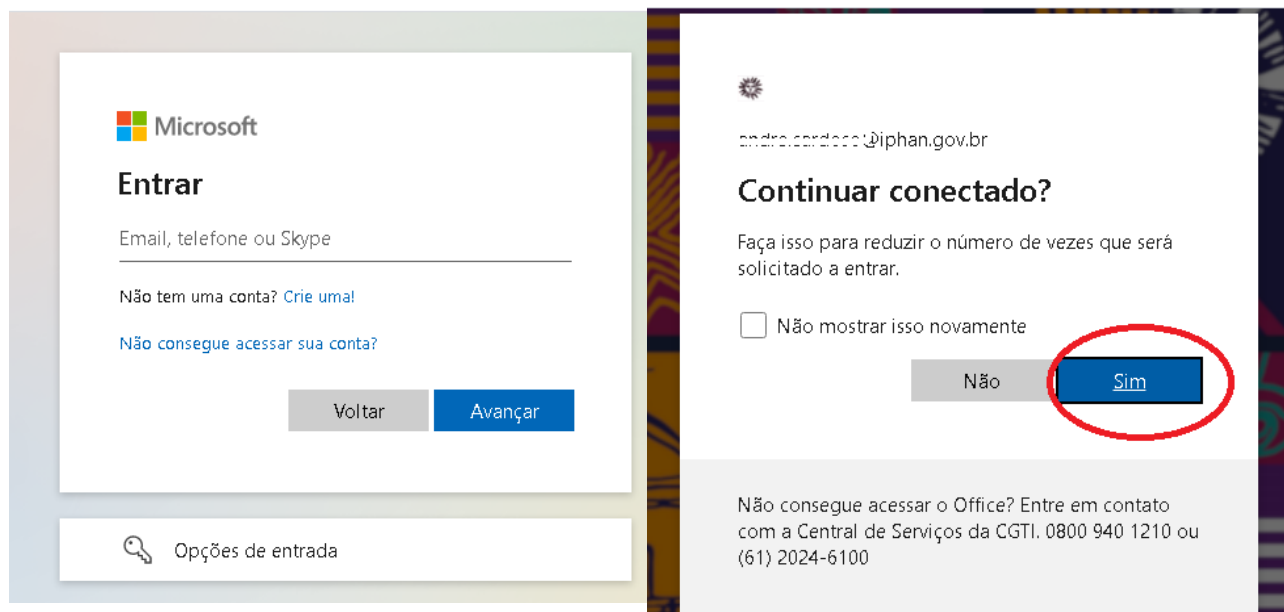 Microsoft
Entrar
Email, telefone ou Skype
Não tem uma conta? Crie uma!
Não consegue acessar sua conta?
Voltar
Avançar
Opções de entrada
@iphan.gov.br
Continuar conectado?
Faça isso para reduzir o número de vezes que será
solicitado a entrar.
Não mostrar isso novamente
Não
Sim
Não consegue acessar o Office? Entre em contato
com a Central de Serviços da CGTI. 0800 940 1210 ou
(61) 2024-6100